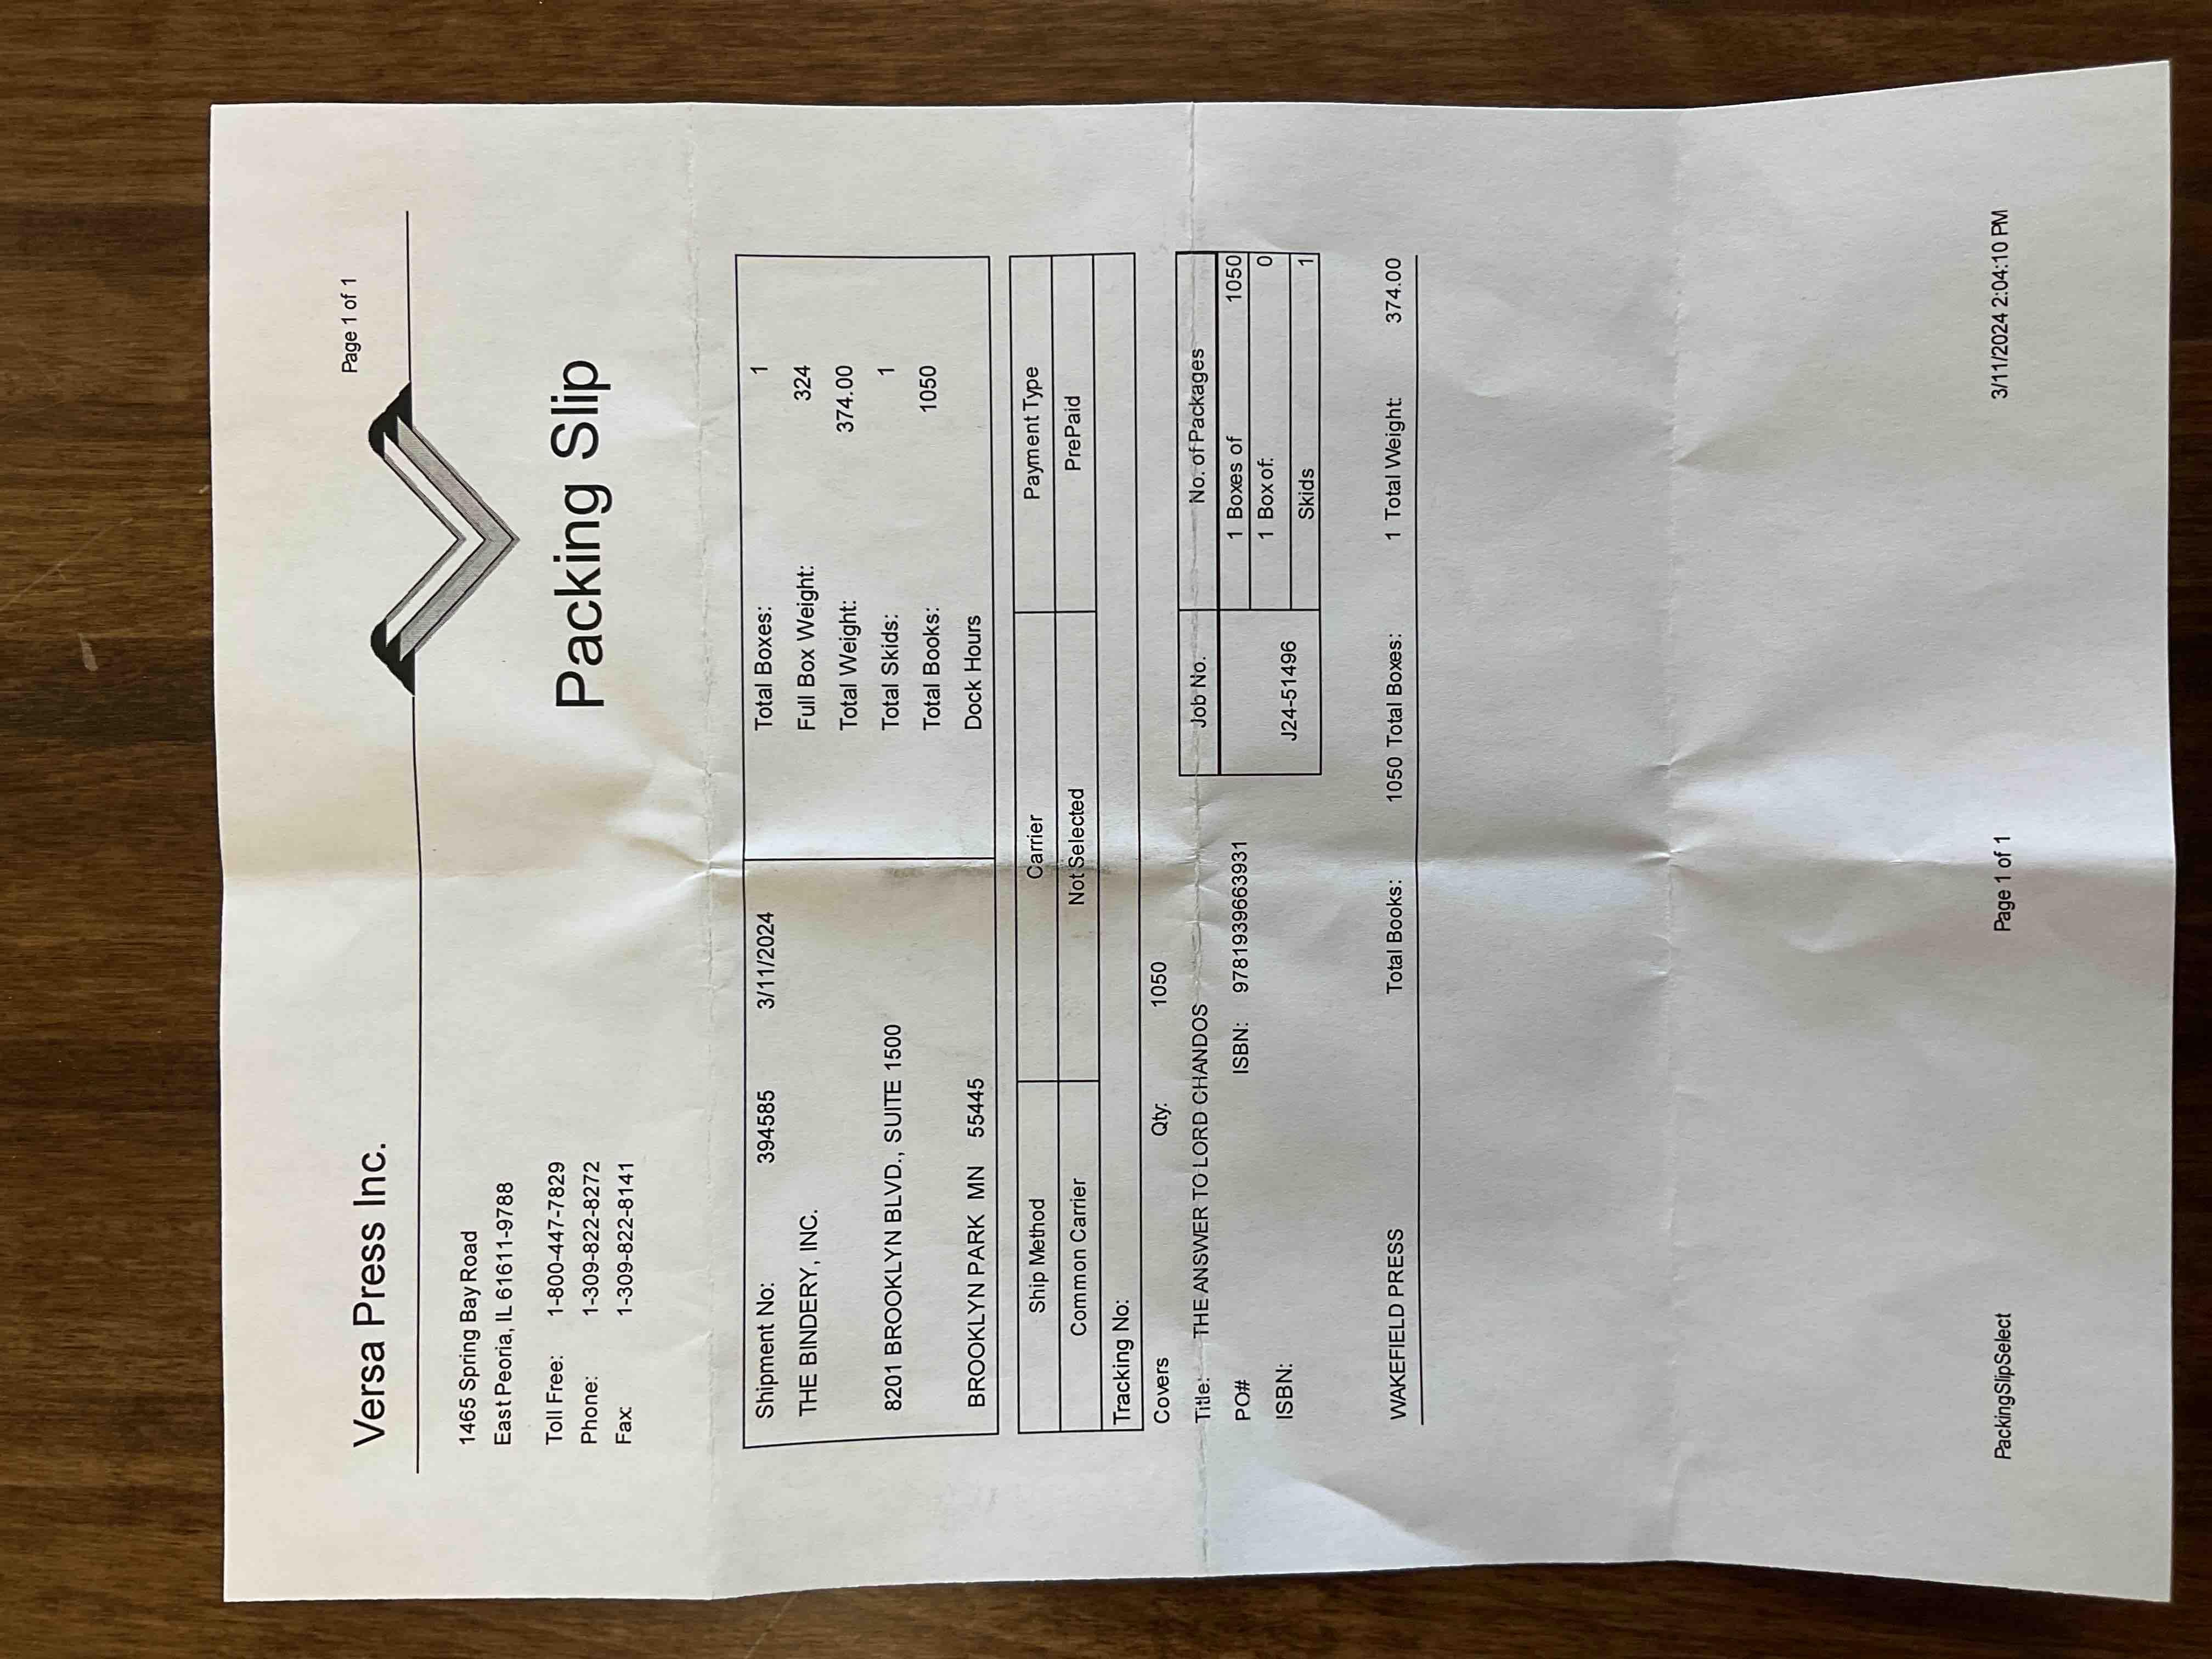 Page 1 of 1
Versa Press Inc.
1465 Spring Bay Road
East Peoria, IL 61611-9788
Toll Free: 1-800-447-7829
Phone: 1-309-822-8272
Fax: 1-309-822-8141
Packing Slip
Shipment No: 394585 3/11/2024
THE BINDERY, INC.
8201 BROOKLYN BLVD., SUITE 1500
BROOKLYN PARK MN 55445
Total Boxes: 1
Full Box Weight: 324
Total Weight: 374.00
Total Skids: 1
Total Books: 1050
Dock Hours
Ship Method Carrier Payment Type
Common Carrier Not Selected PrePaid
Tracking No:
Covers Qty: 1050
Title: THE ANSWER TO LORD CHANDOS
PO# ISBN: 9781939663931
ISBN:
Job No. No. of Packages
J24-51496
1 Boxes of 1050
1 Box of: 0
Skids 1
WAKEFIELD PRESS Total Books: 1050 Total Boxes: 1 Total Weight: 374.00
PackingSlipSelect Page 1 of 1 3/11/2024 2:04:10 PM